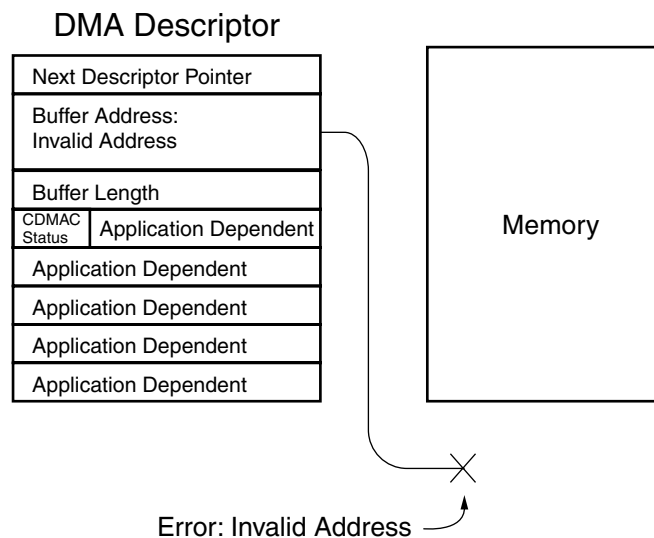 DMA Descriptor
Next Descriptor Pointer
Buffer Address:
Invalid Address
Buffer Length
CDMAC
Status
Application Dependent
Application Dependent
Application Dependent
Application Dependent
Application Dependent
Memory
Error: Invalid Address